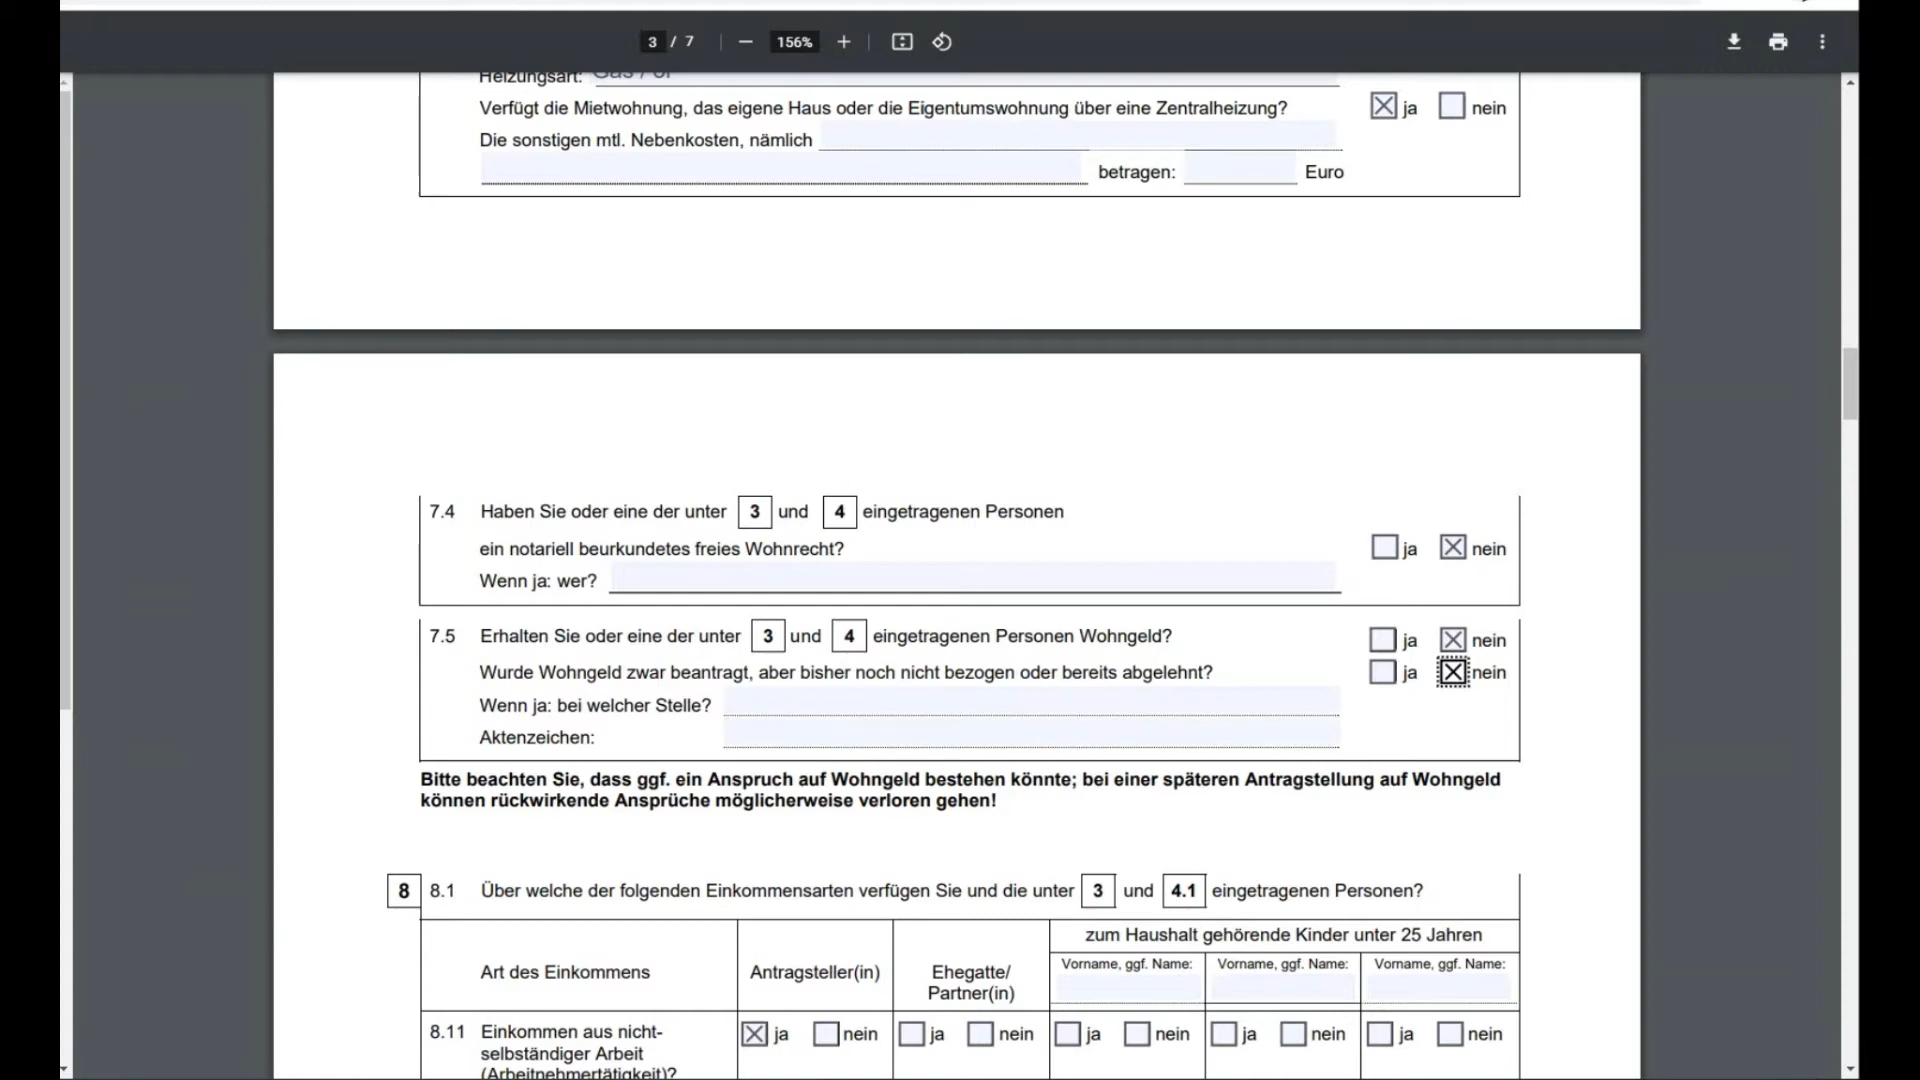 3 / 7 156%
Heizungsart: Gas / öl
Verfügt die Mietwohnung, das eigene Haus oder die Eigentumswohnung über eine Zentralheizung? ja nein
Die sonstigen mtl. Nebenkosten, nämlich
betragen: Euro
7.4 Haben Sie oder eine der unter 3 und 4 eingetragenen Personen
ein notariell beurkundetes freies Wohnrecht? ja nein
Wenn ja: wer?
7.5 Erhalten Sie oder eine der unter 3 und 4 eingetragenen Personen Wohngeld? ja nein
Wurde Wohngeld zwar beantragt, aber bisher noch nicht bezogen oder bereits abgelehnt? ja nein
Wenn ja: bei welcher Stelle?
Aktenzeichen:
Bitte beachten Sie, dass ggf. ein Anspruch auf Wohngeld bestehen könnte; bei einer späteren Antragstellung auf Wohngeld
können rückwirkende Ansprüche möglicherweise verloren gehen!
8 8.1 Über welche der folgenden Einkommensarten verfügen Sie und die unter 3 und 4.1 eingetragenen Personen?
zum Haushalt gehörende Kinder unter 25 Jahren
Art des Einkommens Antragsteller(in) Ehegatte/ Vorname, ggf. Name: Vorname, ggf. Name: Vorname, ggf. Name:
Partner(in)
8.11 Einkommen aus nicht- ja nein ja nein ja nein ja nein ja nein
selbständiger Arbeit
(Arbeitnehmertätigkeit)?